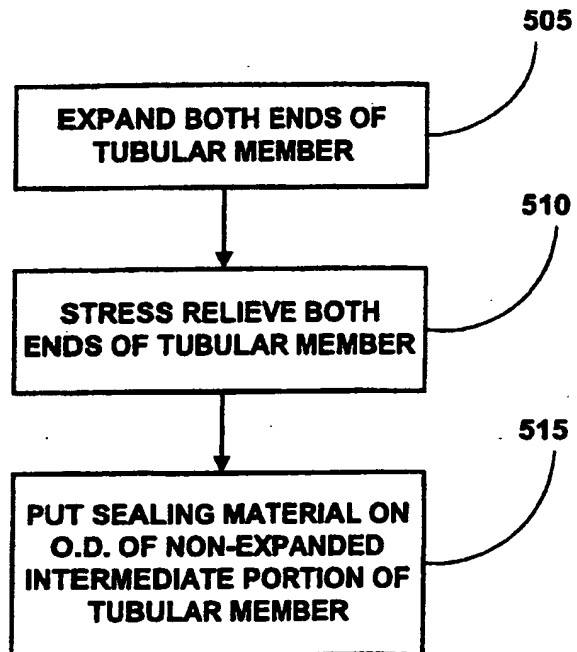 505
EXPAND BOTH ENDS OF
TUBULAR MEMBER
510
STRESS RELIEVE BOTH
ENDS OF TUBULAR MEMBER
515
PUT SEALING MATERIAL ON
O.D. OF NON-EXPANDED
INTERMEDIATE PORTION OF
TUBULAR MEMBER